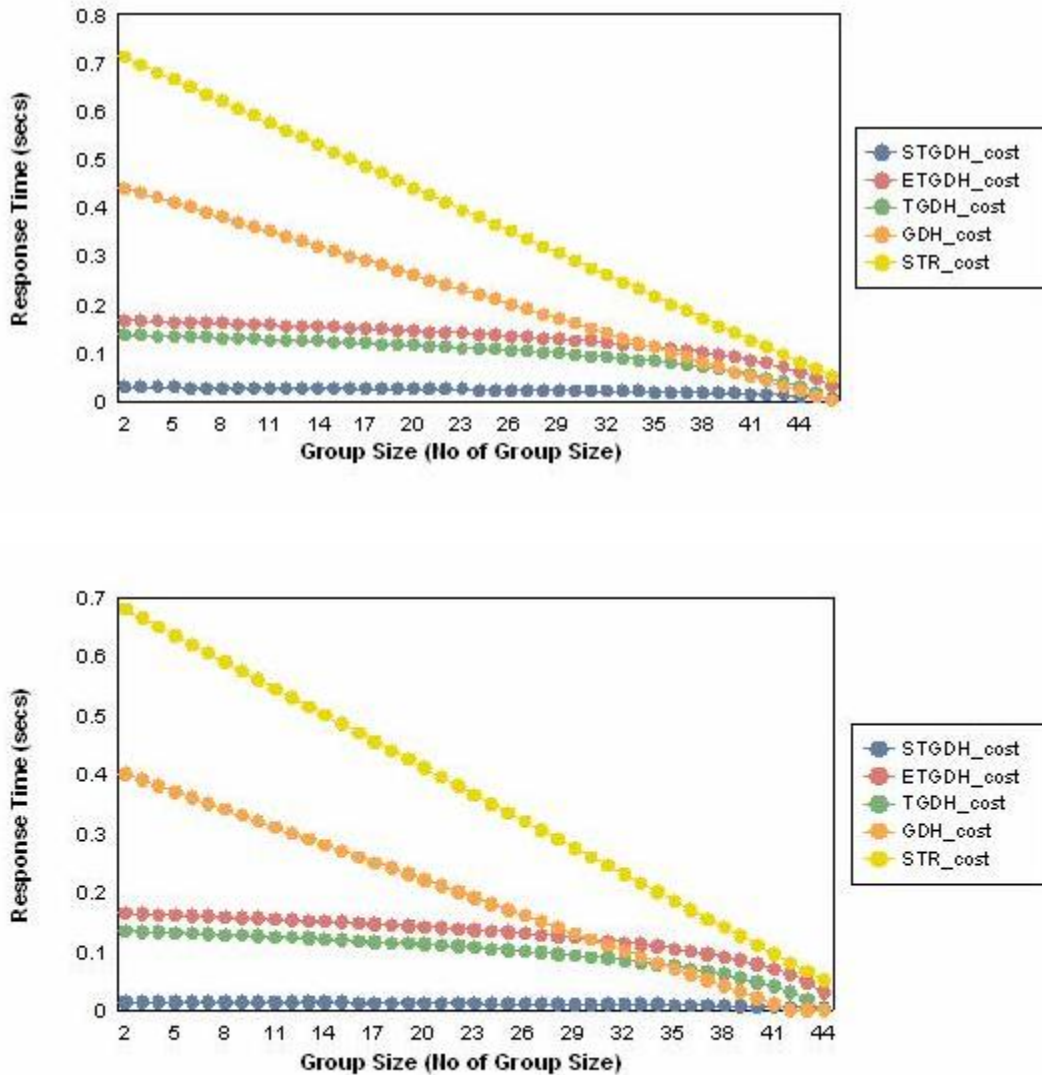 0.8
0.7
0.6
0.5
0.4
0.3
0.2
0.1
0
Response Time (secs)
2 5 8 11 14 17 20 23 26 29 32 35 38 41 44
Group Size (No of Group Size)
STGDH_cost
ETGDH_cost
TGDH_cost
GDH_cost
STR_cost
0.7
0.6
0.5
0.4
0.3
0.2
0.1
0
Response Time (secs)
2 5 8 11 14 17 20 23 26 29 32 35 38 41 44
Group Size (No of Group Size)
STGDH_cost
ETGDH_cost
TGDH_cost
GDH_cost
STR_cost